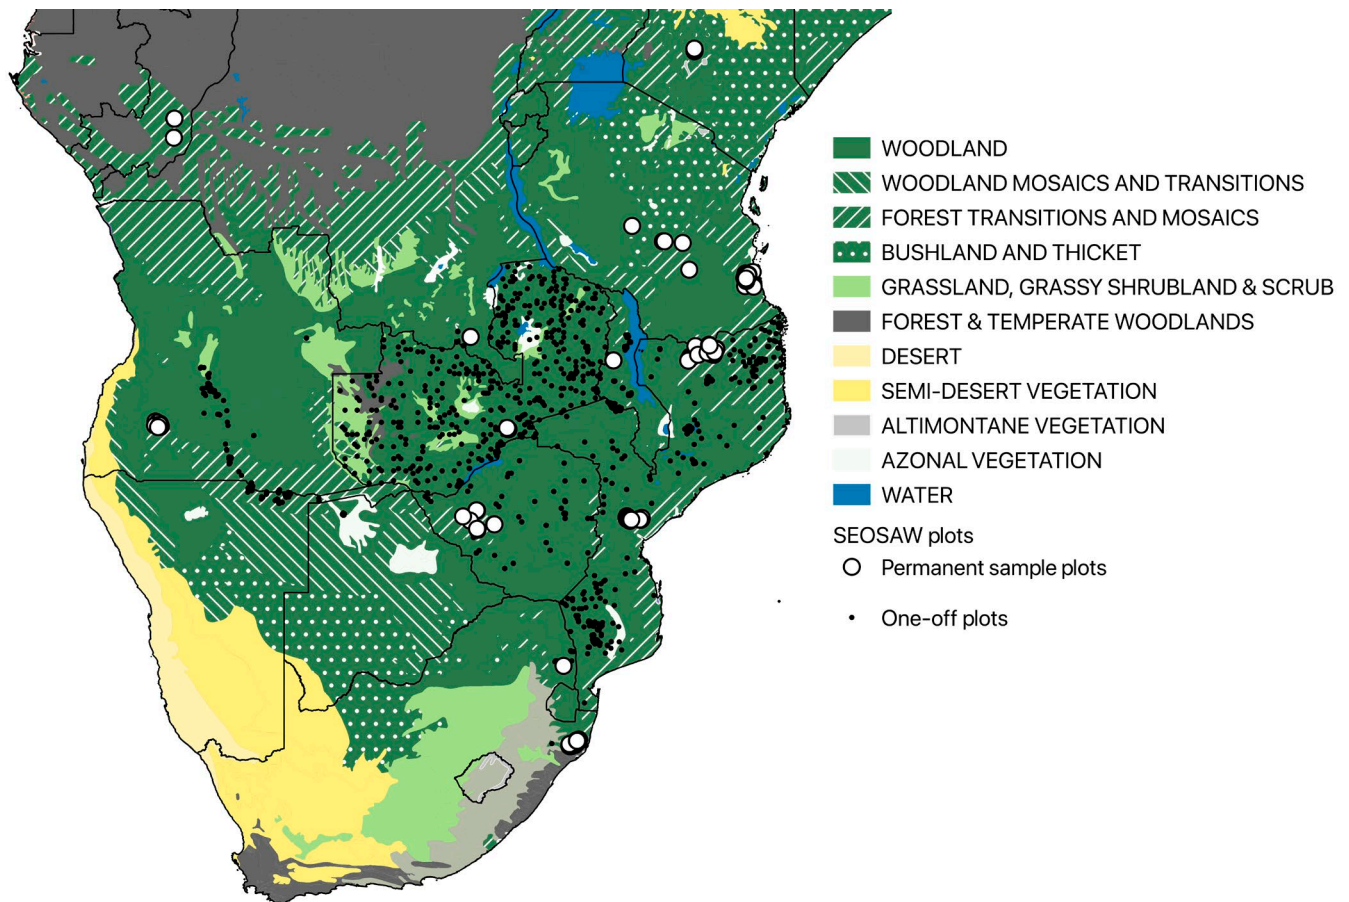 WOODLAND
WOODLAND MOSAICS AND TRANSITIONS
FOREST TRANSITIONS AND MOSAICS
BUSHLAND AND THICKET
GRASSLAND, GRASSY SHRUBLAND & SCRUB
FOREST & TEMPERATE WOODLANDS
DESERT
SEMI-DESERT VEGETATION
ALTIMONTANE VEGETATION
AZONAL VEGETATION
WATER
SEOSAW plots
Permanent sample plots
One-off plots